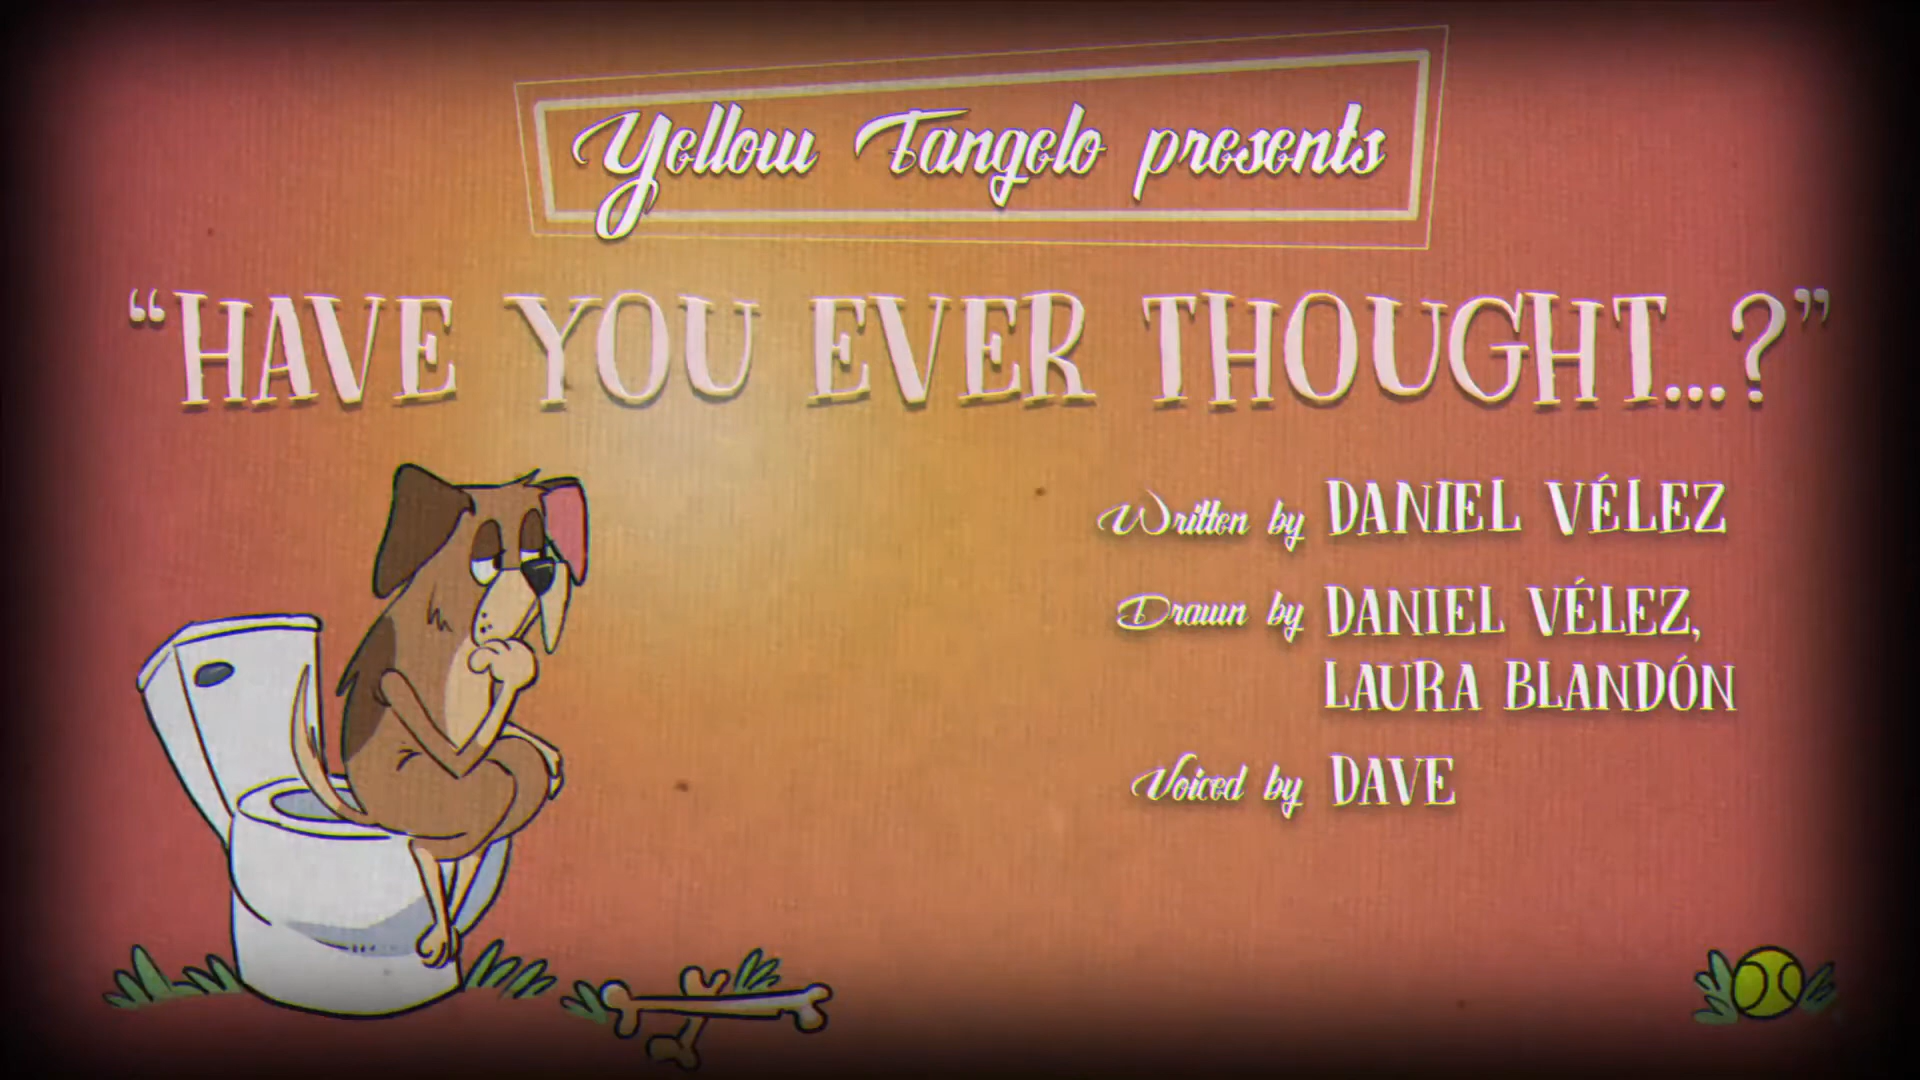 Yellow Tangelo presents
“HAVE YOU EVER THOUGHT...?”
Written by DANIEL VÉLEZ
Drawn by DANIEL VÉLEZ,
LAURA BLANDÓN
Voiced by DAVE